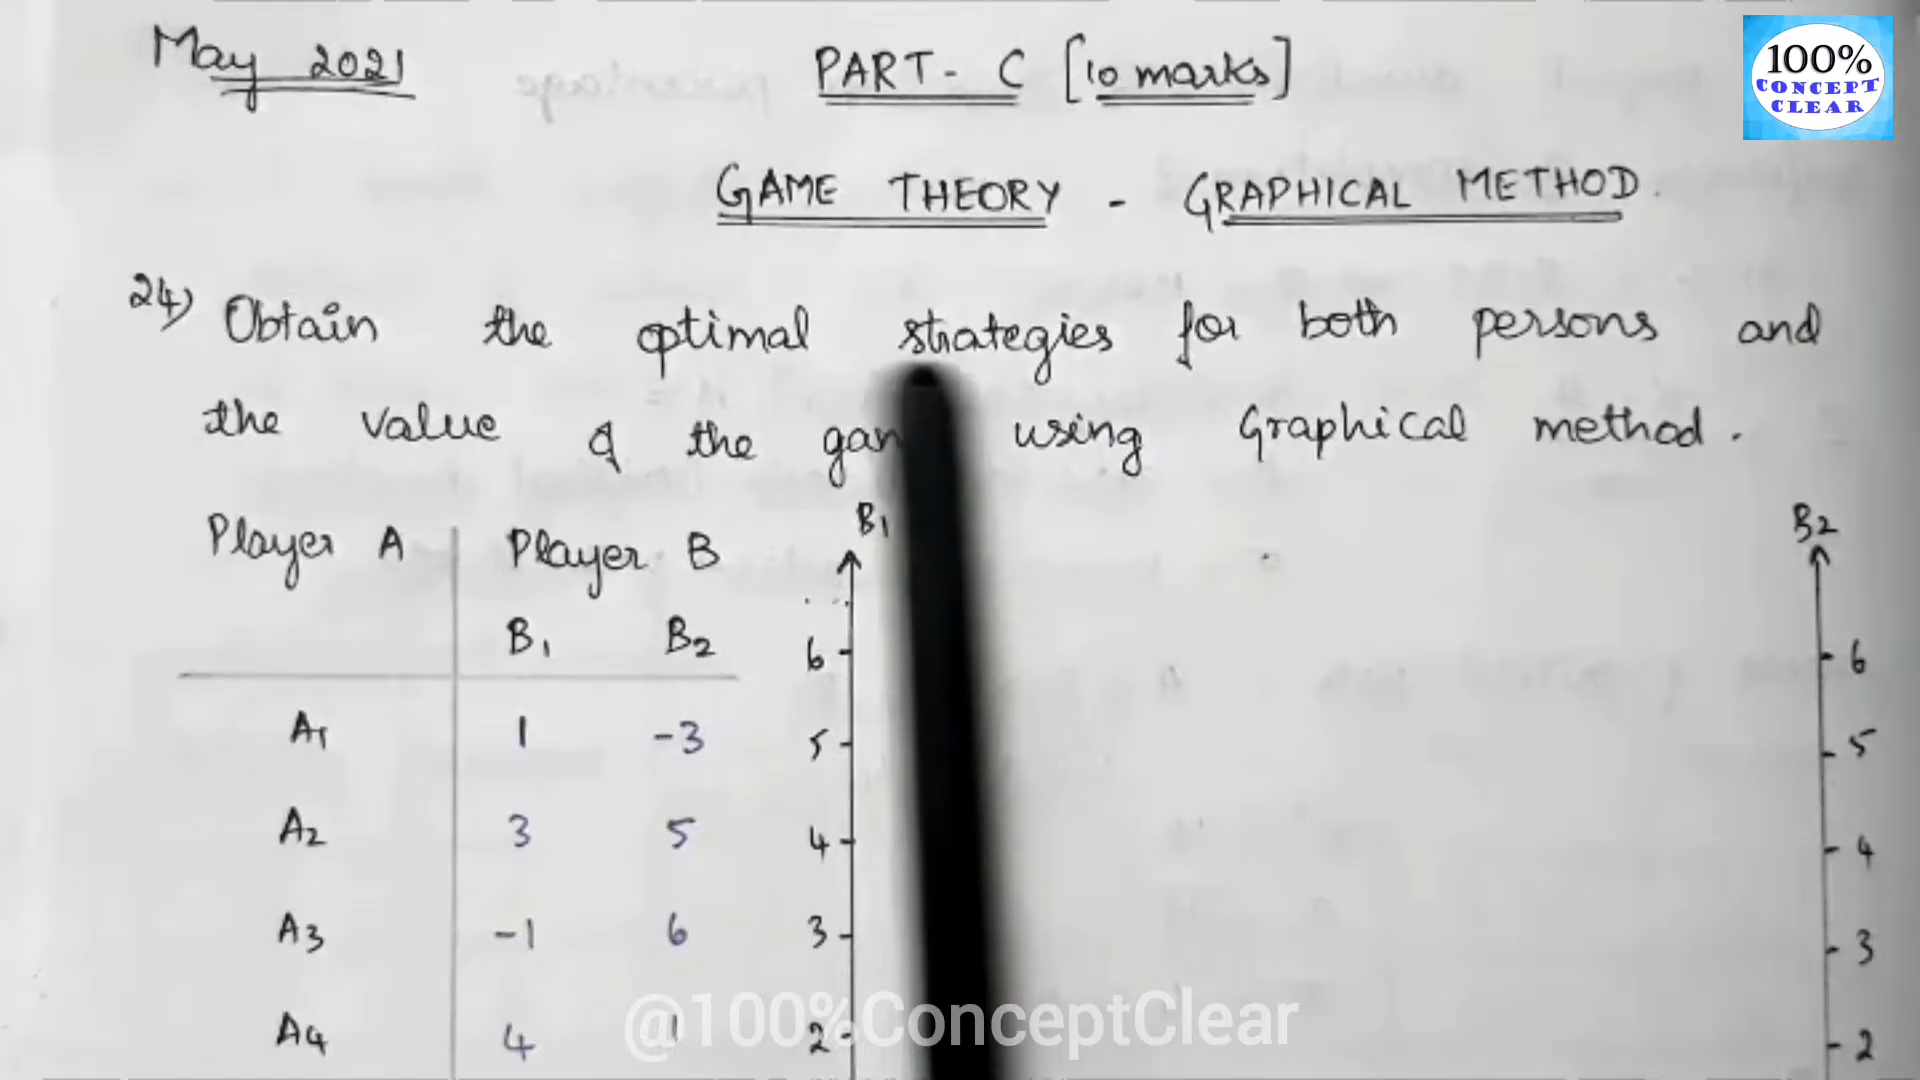 May 2021 PART- C [10 marks]
100%
CONCEPT
CLEAR
GAME THEORY - GRAPHICAL METHOD.
24) Obtain the optimal strategies for both persons and
the value of the using Graphical method.
Player A Player B
B1 B2
A1 1 -3
A2 3 5
A3 -1 6
A4 4 1
B1
6
5
4
3
2
B2
6
5
4
3
2
@100%ConceptClear